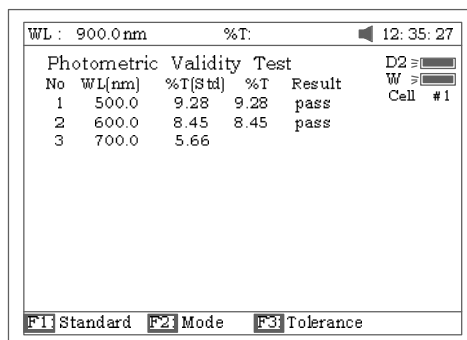 WL : 900.0 nm %T: 12: 35: 27
Photometric Validity Test D2
No WL(nm) %T(Std) %T Result W
1 500.0 9.28 9.28 pass Cell #1
2 600.0 8.45 8.45 pass
3 700.0 5.66
F1: Standard F2: Mode F3: Tolerance